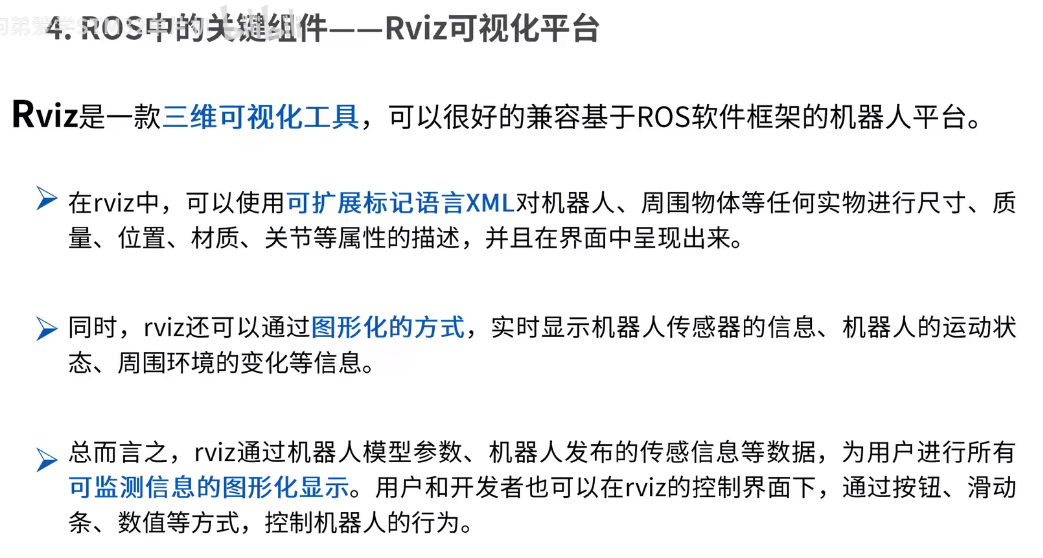 4. ROS中的关键组件——Rviz可视化平台
Rviz是一款三维可视化工具，可以很好的兼容基于ROS软件框架的机器人平台。
在rviz中，可以使用可扩展标记语言XML对机器人、周围物体等任何实物进行尺寸、质
量、位置、材质、关节等属性的描述，并且在界面中呈现出来。
同时，rviz还可以通过图形化的方式，实时显示机器人传感器的信息、机器人的运动状
态、周围环境的变化等信息。
总而言之，rviz通过机器人模型参数、机器人发布的传感信息等数据，为用户进行所有
可监测信息的图形化显示。用户和开发者也可以在rviz的控制界面下，通过按钮、滑动
条、数值等方式，控制机器人的行为。